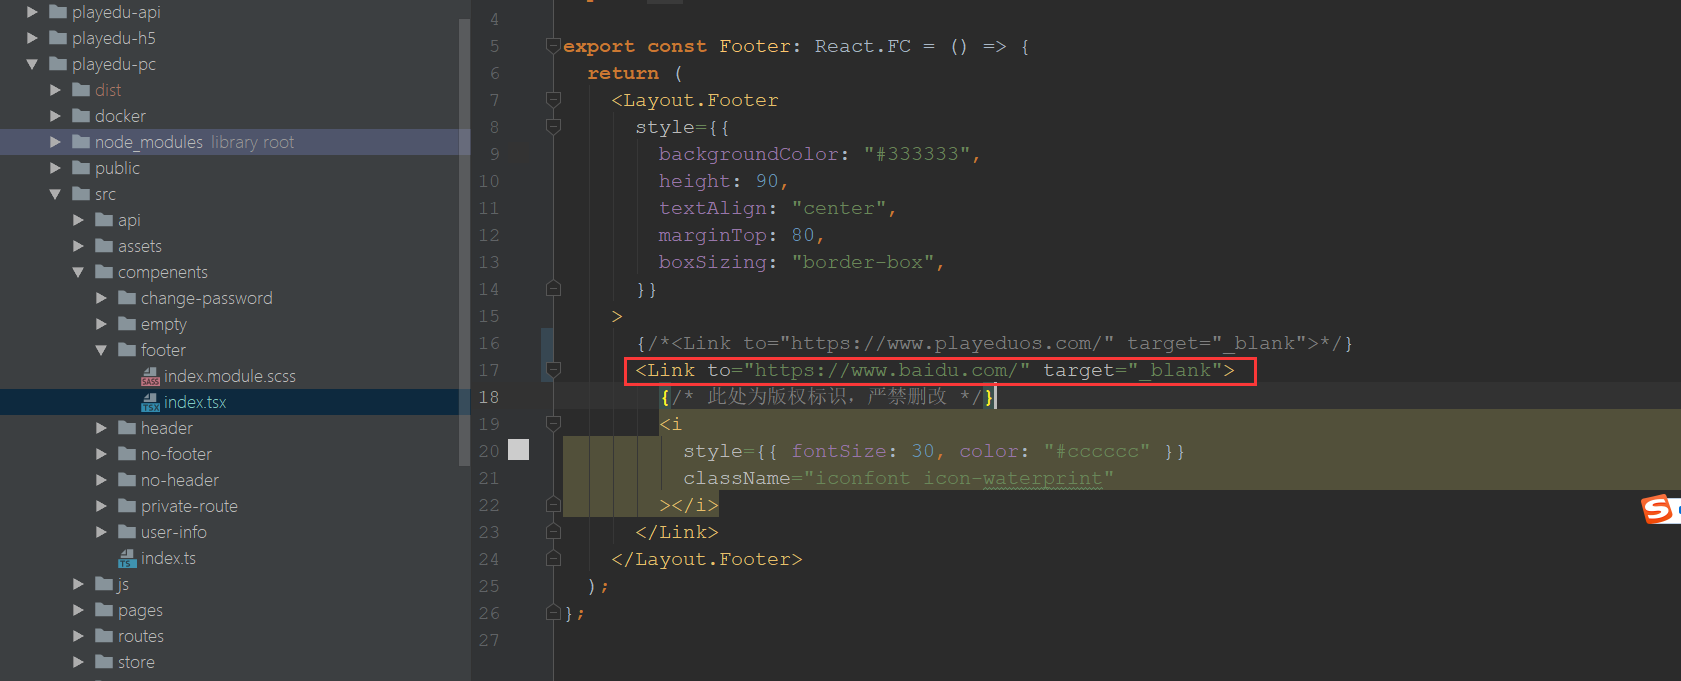 playedu-api
playedu-h5
playedu-pc
dist
docker
node_modules library root
public
src
api
assets
compenents
change-password
empty
footer
index.module.scss
index.tsx
header
no-footer
no-header
private-route
user-info
index.ts
js
pages
routes
store
4
5 export const Footer: React.FC = () => {
6 return (
7 <Layout.Footer
8 style={{
9 backgroundColor: "#333333",
10 height: 90,
11 textAlign: "center",
12 marginTop: 80,
13 boxSizing: "border-box",
14 }}
15 >
16 {/*<Link to="https://www.playeduos.com/" target="_blank">*/}
17 <Link to="https://www.baidu.com/" target="_blank">
18 {/* 此处为版权标识，严禁删改 */}
19 <i
20 style={{ fontSize: 30, color: "#cccccc" }}
21 className="iconfont icon-waterprint"
22 ></i>
23 </Link>
24 </Layout.Footer>
25 );
26 };
27